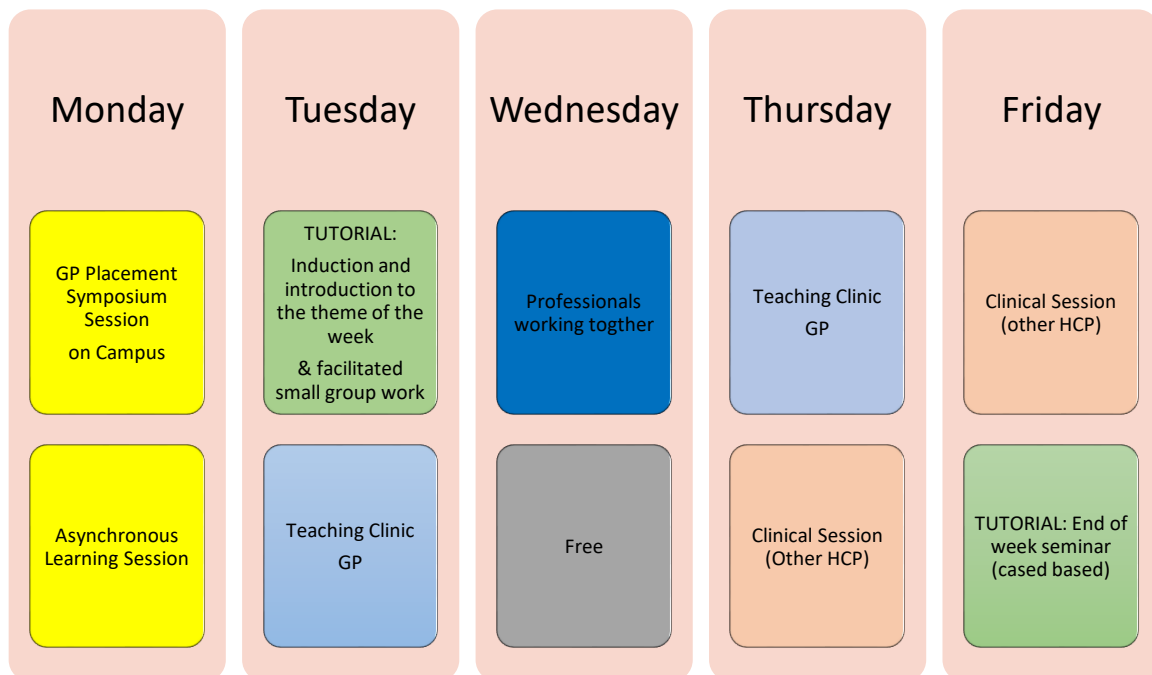 Monday
Tuesday
Wednesday
Thursday
Friday
GP Placement
Symposium
Session
on Campus
TUTORIAL:
Induction and
introduction to
the theme of the
week
& facilitated
small group work
Professionals
working togther
Teaching Clinic
GP
Clinical Session
(other HCP)
Asynchronous
Learning Session
Teaching Clinic
GP
Free
Clinical Session
(Other HCP)
TUTORIAL: End of
week seminar
(cased based)